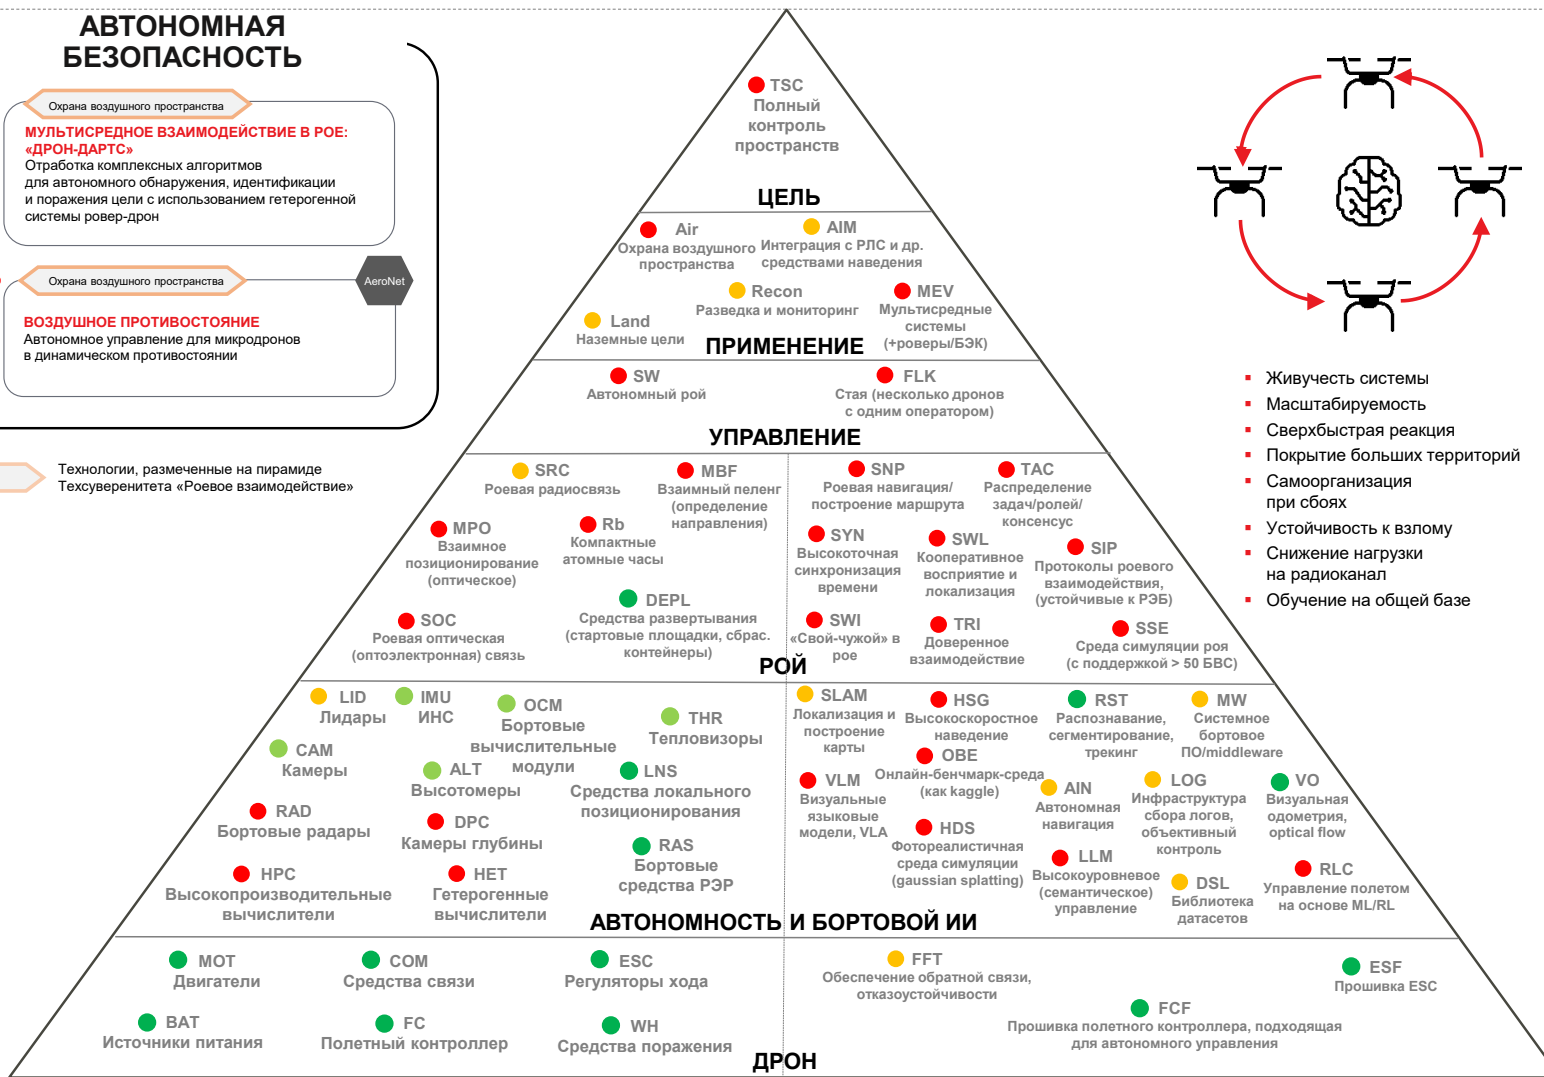 АВТОНОМНАЯ
БЕЗОПАСНОСТЬ
Охрана воздушного пространства
МУЛЬТИСРЕДНОЕ ВЗАИМОДЕЙСТВИЕ В РОЕ:
«ДРОН-ДАРТС»
Отработка комплексных алгоритмов
для автономного обнаружения, идентификации
и поражения цели с использованием гетерогенной
системы ровер-дрон
Охрана воздушного пространства
AeroNet
ВОЗДУШНОЕ ПРОТИВОСТОЯНИЕ
Автономное управление для микродронов
в динамическом противостоянии
Технологии, размеченные на пирамиде
Техсуверенитета «Роевое взаимодействие»
TSC
Полный
контроль
пространств
ЦЕЛЬ
Air
Охрана воздушного
пространства
AIM
Интеграция с РЛС и др.
средствами наведения
Recon
Разведка и мониторинг
MEV
Мультисредные
системы
(+роверы/БЭК)
Land
Наземные цели
ПРИМЕНЕНИЕ
SW
Автономный рой
FLK
Стая (несколько дронов
с одним оператором)
УПРАВЛЕНИЕ
SRC
Роевая радиосвязь
MBF
Взаимный пеленг
(определение
направления)
MPO
Взаимное
позиционирование
(оптическое)
Rb
Компактные
атомные часы
DEPL
Средства развертывания
(стартовые площадки, сбрас.
контейнеры)
SOC
Роевая оптическая
(оптоэлектронная) связь
SNP
Роевая навигация/
построение маршрута
TAC
Распределение
задач/ролей/
консенсус
SYN
Высокоточная
синхронизация
времени
SWL
Кооперативное
восприятие и
локализация
SIP
Протоколы роевого
взаимодействия,
(устойчивые к РЭБ)
SWI
«Свой-чужой» в
рое
TRI
Доверенное
взаимодействие
SSE
Среда симуляции роя
(с поддержкой > 50 БВС)
РОЙ
LID
Лидары
IMU
ИНС
OCM
Бортовые
вычислительные
модули
THR
Тепловизоры
CAM
Камеры
ALT
Высотомеры
LNS
Средства локального
позиционирования
RAD
Бортовые радары
DPC
Камеры глубины
RAS
Бортовые
средства РЭР
HPC
Высокопроизводительные
вычислители
HET
Гетерогенные
вычислители
SLAM
Локализация и
построение
карты
HSG
Высокоскоростное
наведение
RST
Распознавание,
сегментирование,
трекинг
MW
Системное
бортовое
ПО/middleware
OBE
Онлайн-бенчмарк-среда
(как kaggle)
VLM
Визуальные
языковые
модели, VLA
AIN
Автономная
навигация
LOG
Инфраструктура
сбора логов,
объективный
контроль
VO
Визуальная
одометрия,
optical flow
HDS
Фотореалистичная
среда симуляции
(gaussian splatting)
LLM
Высокоуровневое
(семантическое)
управление
DSL
Библиотека
датасетов
RLC
Управление полетом
на основе ML/RL
АВТОНОМНОСТЬ И БОРТОВОЙ ИИ
MOT
Двигатели
COM
Средства связи
ESC
Регуляторы хода
BAT
Источники питания
FC
Полетный контроллер
WH
Средства поражения
FFT
Обеспечение обратной связи,
отказоустойчивости
ESF
Прошивка ESC
FCF
Прошивка полетного контроллера, подходящая
для автономного управления
ДРОН
▪ Живучесть системы
▪ Масштабируемость
▪ Сверхбыстрая реакция
▪ Покрытие больших территорий
▪ Самоорганизация
при сбоях
▪ Устойчивость к взлому
▪ Снижение нагрузки
на радиоканал
▪ Обучение на общей базе